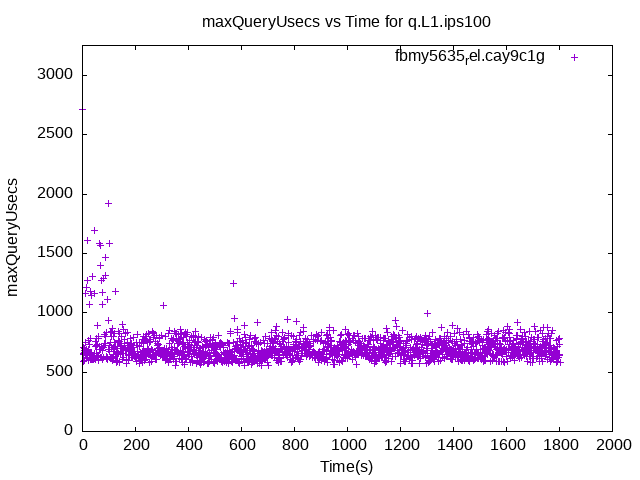 maxQueryUsecs vs Time for q.L1.ips100
fbmy5635rel.cay9c1g
3000
2500
2000
1500
1000
500
0
maxQueryUsecs
0 200 400 600 800 1000 1200 1400 1600 1800 2000
Time(s)